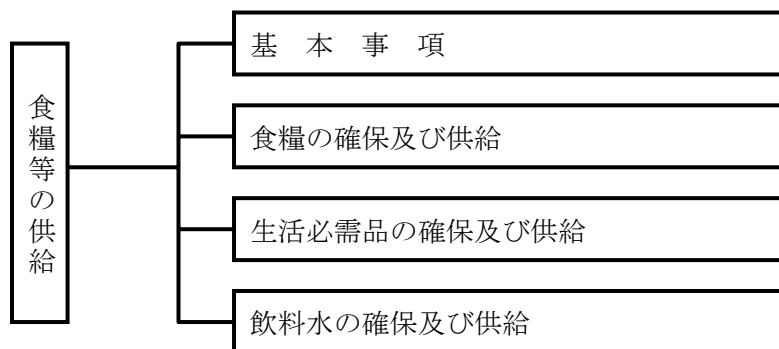 食糧等の供給
基　本　事　項
食糧の確保及び供給
生活必需品の確保及び供給
飲料水の確保及び供給